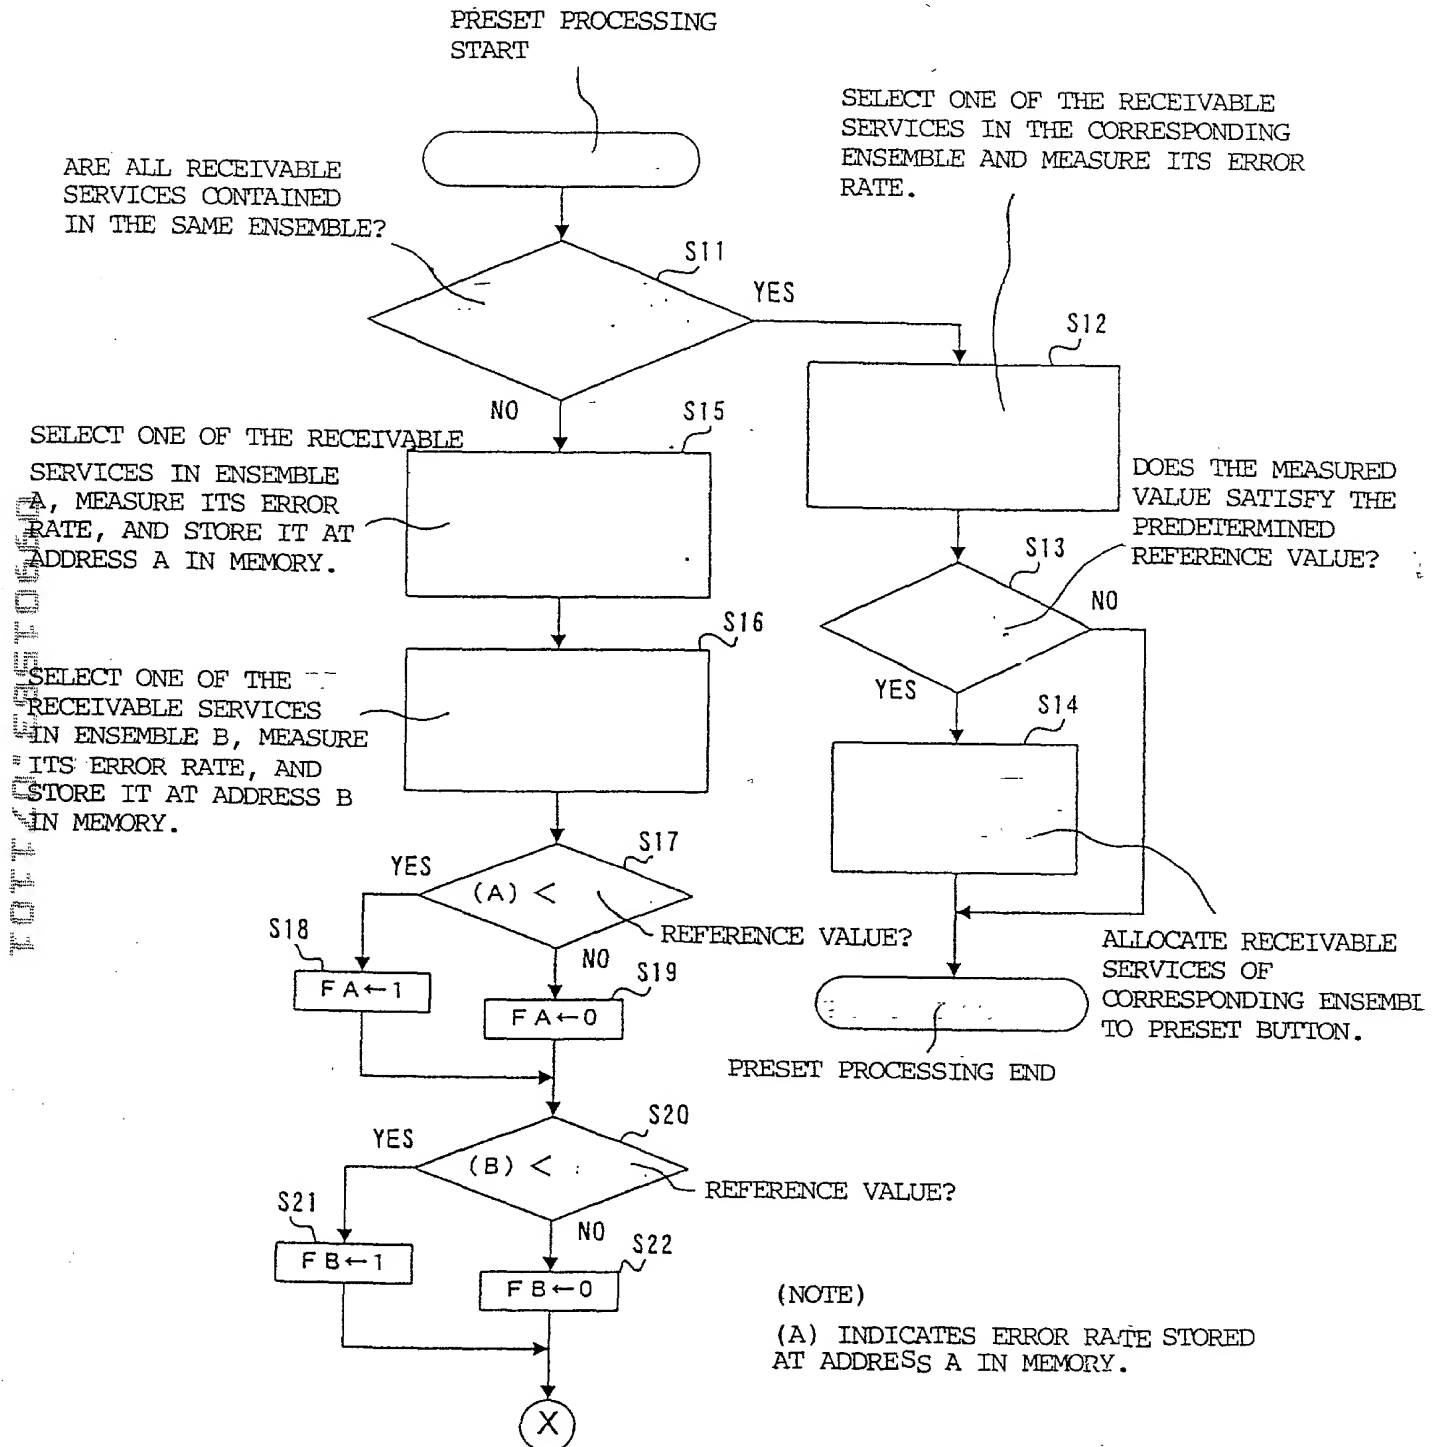 PRESET PROCESSING
START
SELECT ONE OF THE RECEIVABLE
SERVICES IN THE CORRESPONDING
ENSEMBLE AND MEASURE ITS ERROR
RATE.
ARE ALL RECEIVABLE
SERVICES CONTAINED
IN THE SAME ENSEMBLE?
S11
YES
S12
NO
S15
SELECT ONE OF THE RECEIVABLE
SERVICES IN ENSEMBLE
A, MEASURE ITS ERROR
RATE, AND STORE IT AT
ADDRESS A IN MEMORY.
DOES THE MEASURED
VALUE SATISFY THE
PREDETERMINED
REFERENCE VALUE?
S13
NO
S16
SELECT ONE OF THE
RECEIVABLE SERVICES
IN ENSEMBLE B, MEASURE
ITS ERROR RATE, AND
STORE IT AT ADDRESS B
IN MEMORY.
YES
S14
S17
YES
(A) <
REFERENCE VALUE?
S18
NO
S19
FA←1
FA←0
ALLOCATE RECEIVABLE
SERVICES OF
CORRESPONDING ENSEMBL
TO PRESET BUTTON.
PRESET PROCESSING END
S20
YES
(B) <
REFERENCE VALUE?
S21
NO
S22
FB←1
FB←0
(NOTE)
(A) INDICATES ERROR RATE STORED
AT ADDRESS A IN MEMORY.
X